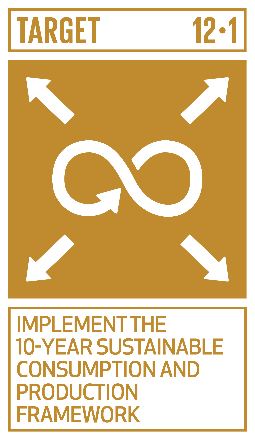 TARGET 12·1
IMPLEMENT THE
10-YEAR SUSTAINABLE
CONSUMPTION AND
PRODUCTION
FRAMEWORK